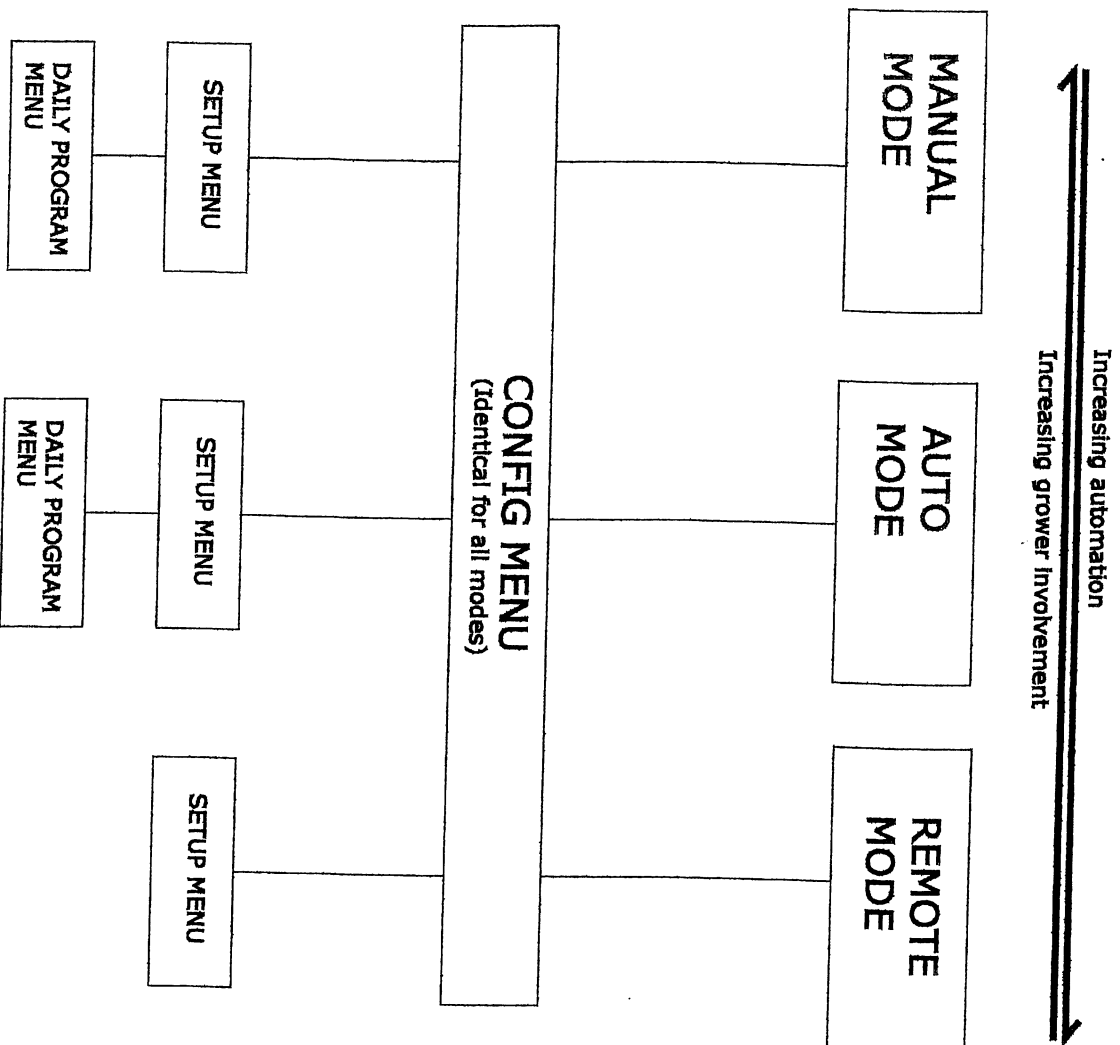 Increasing automation
Increasing grower involvement
MANUAL
MODE
AUTO
MODE
REMOTE
MODE
CONFIG MENU
(Identical for all modes)
SETUP MENU
SETUP MENU
SETUP MENU
DAILY PROGRAM
MENU
DAILY PROGRAM
MENU